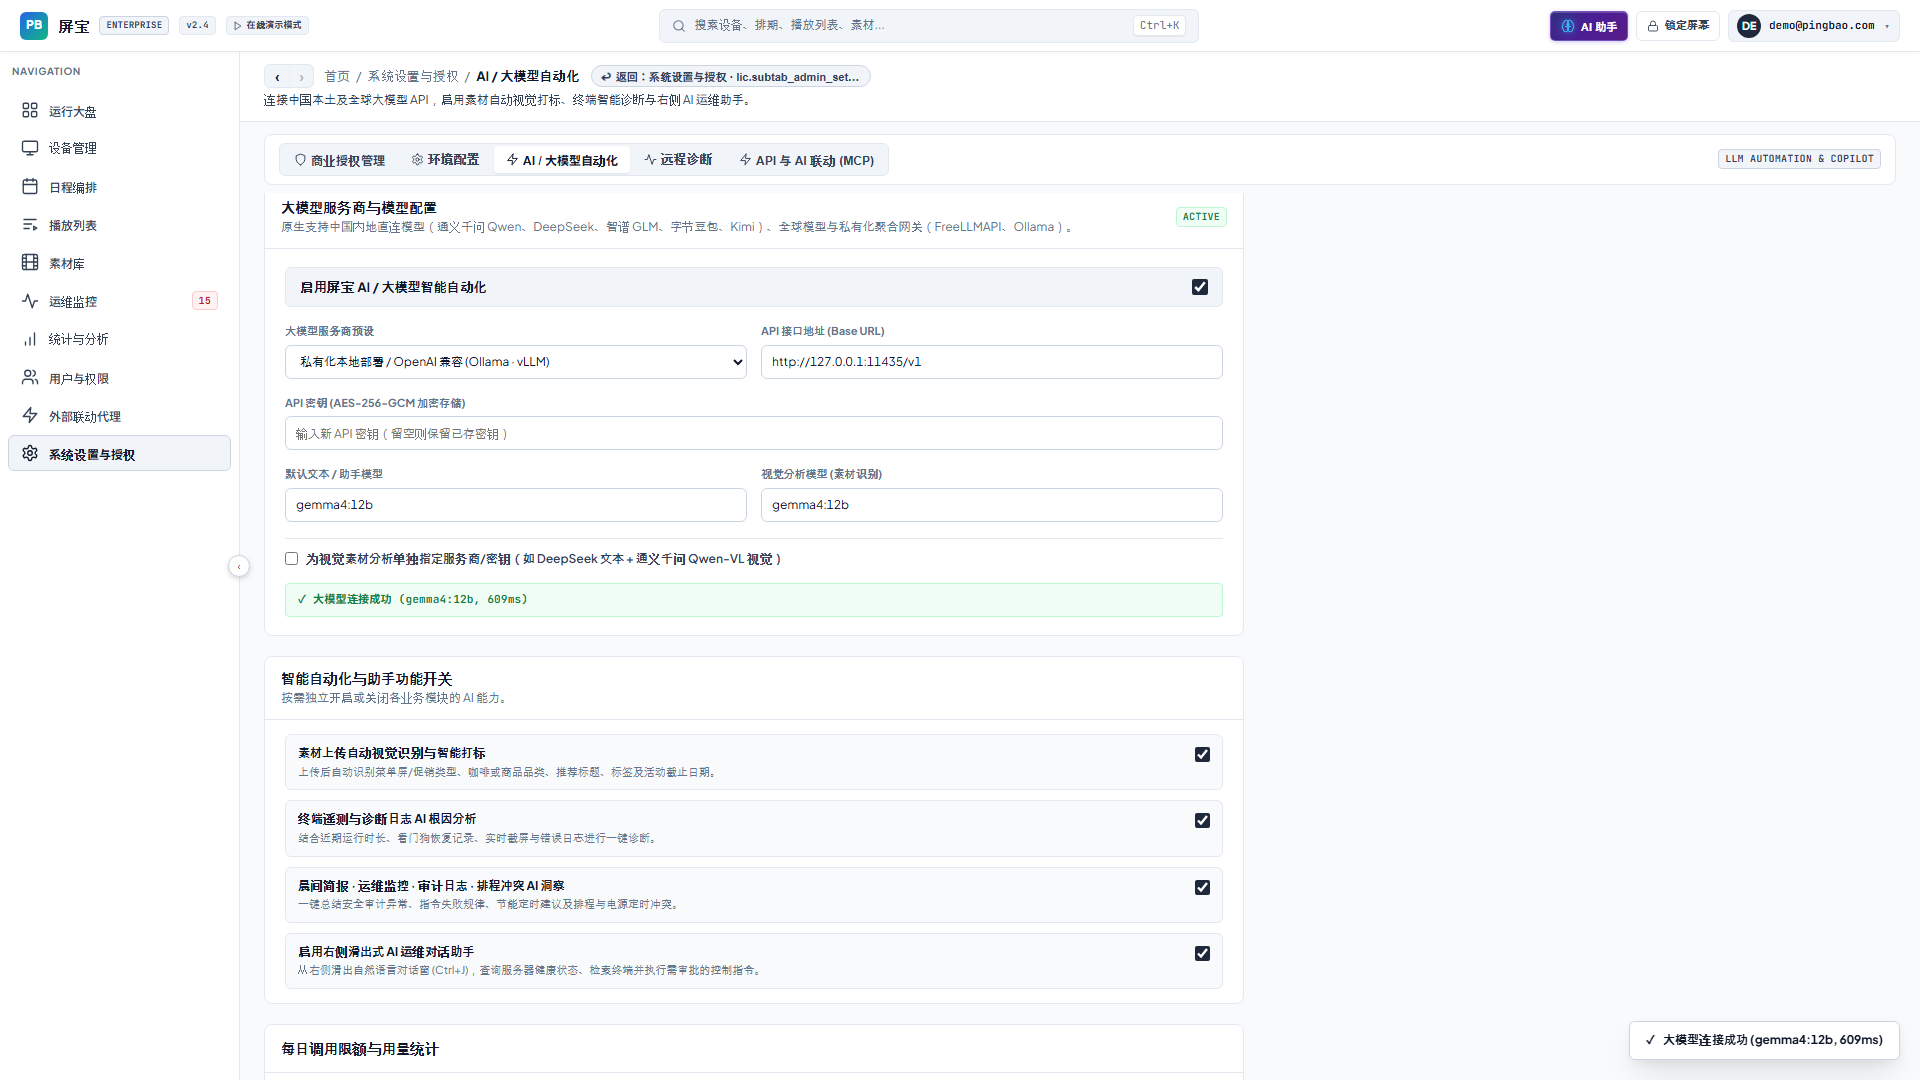 PB 屏宝 ENTERPRISE v2.4 ▷ 在线演示模式
搜索设备、排期、播放列表、素材... Ctrl+K
AI 助手 锁定屏幕 DE demo@pingbao.com
NAVIGATION
运行大盘
设备管理
日程编排
播放列表
素材库
运维监控 15
统计与分析
用户与权限
外部联动代理
系统设置与授权
‹ › 首页 / 系统设置与授权 / AI / 大模型自动化 ↩ 返回：系统设置与授权 · lic.subtab_admin_set...
连接中国本土及全球大模型 API，启用素材自动视觉打标、终端智能诊断与右侧 AI 运维助手。
商业授权管理 环境配置 AI / 大模型自动化 远程诊断 API 与 AI 联动 (MCP)
LLM AUTOMATION & COPILOT
大模型服务商与模型配置
原生支持中国内地直连模型（通义千问 Qwen、DeepSeek、智谱 GLM、字节豆包、Kimi）、全球模型与私有化聚合网关（FreeLLMAPI、Ollama）。
ACTIVE
启用屏宝 AI / 大模型智能自动化
大模型服务商预设 API 接口地址 (Base URL)
私有化本地部署 / OpenAI 兼容 (Ollama · vLLM) http://127.0.0.1:11435/v1
API 密钥 (AES-256-GCM 加密存储)
输入新 API 密钥（留空则保留已存密钥）
默认文本 / 助手模型 视觉分析模型 (素材识别)
gemma4:12b gemma4:12b
为视觉素材分析单独指定服务商/密钥（如 DeepSeek 文本 + 通义千问 Qwen-VL 视觉）
✓ 大模型连接成功 (gemma4:12b, 609ms)
智能自动化与助手功能开关
按需独立开启或关闭各业务模块的 AI 能力。
素材上传自动视觉识别与智能打标
上传后自动识别菜单屏/促销类型、咖啡或商品品类、推荐标题、标签及活动截止日期。
终端遥测与诊断日志 AI 根因分析
结合近期运行时长、看门狗恢复记录、实时截屏与错误日志进行一键诊断。
晨间简报 · 运维监控 · 审计日志 · 排程冲突 AI 洞察
一键总结安全审计异常、指令失败规律、节能定时建议及排程与电源定时冲突。
启用右侧滑出式 AI 运维对话助手
从右侧滑出自然语言对话窗 (Ctrl+J)，查询服务器健康状态、检索终端并执行需审批的控制指令。
每日调用限额与用量统计
✓ 大模型连接成功 (gemma4:12b, 609ms)